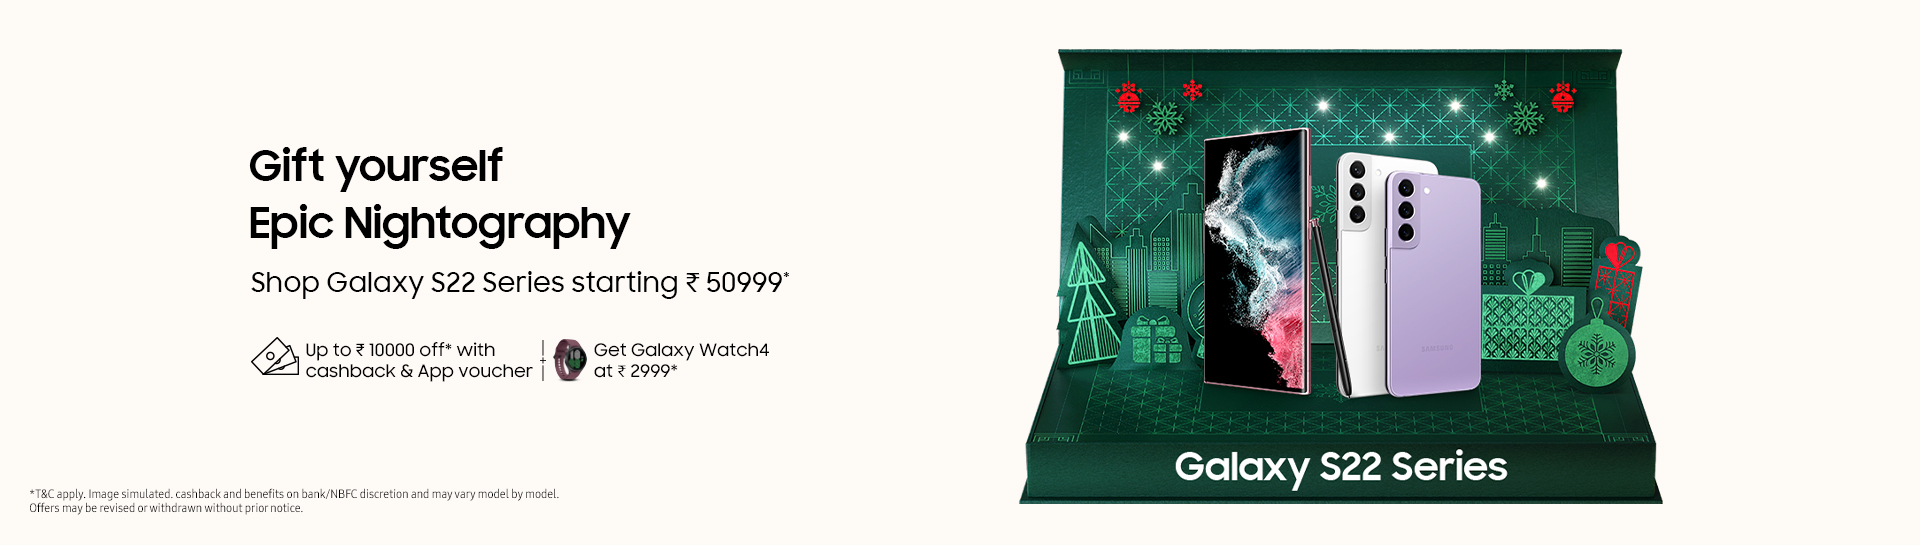 Gift yourself
Epic Nightography
Shop Galaxy S22 Series starting ₹ 50999*
Up to ₹ 10000 off* with
cashback & App voucher
+
Get Galaxy Watch4
at ₹ 2999*
*T&C apply. Image simulated. cashback and benefits on bank/NBFC discretion and may vary model by model.
Offers may be revised or withdrawn without prior notice.
SAMSUNG
Galaxy S22 Series